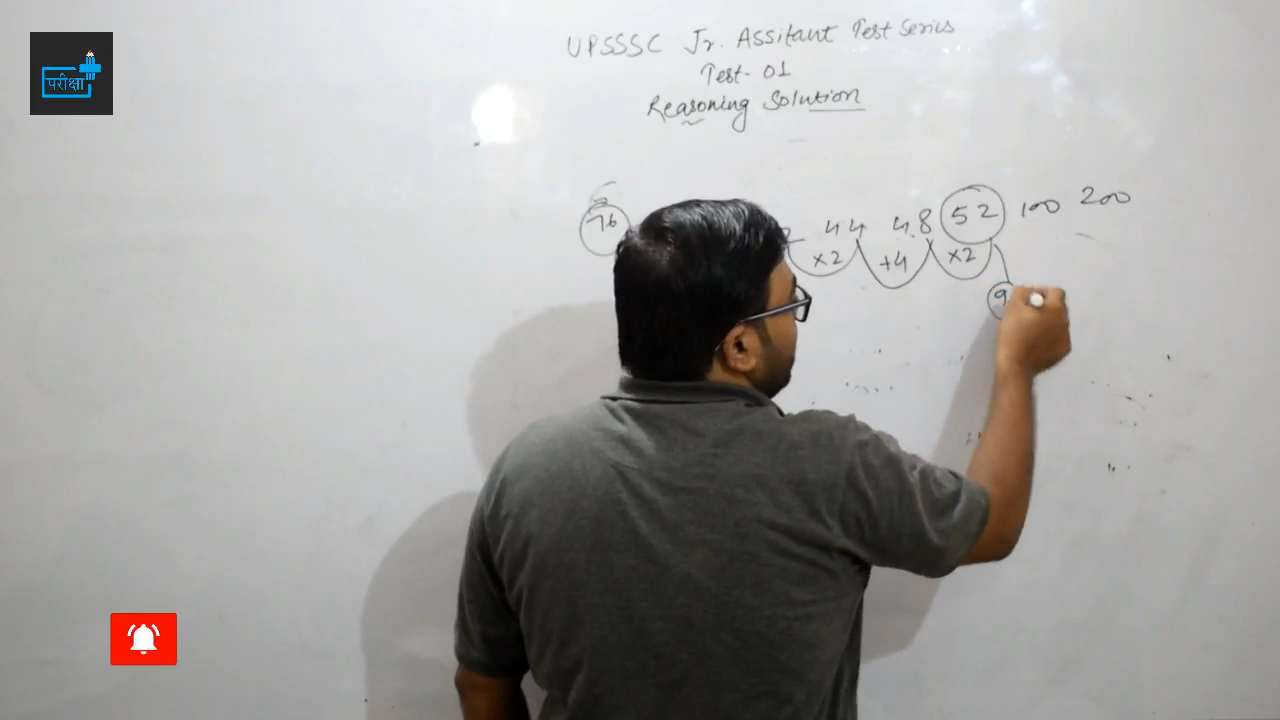 परीक्षा
UPSSSC Jr. Assitant Test Series
Test-01
Reasoning Solution
76 44 48 52 100 200
×2 +4 ×2
9